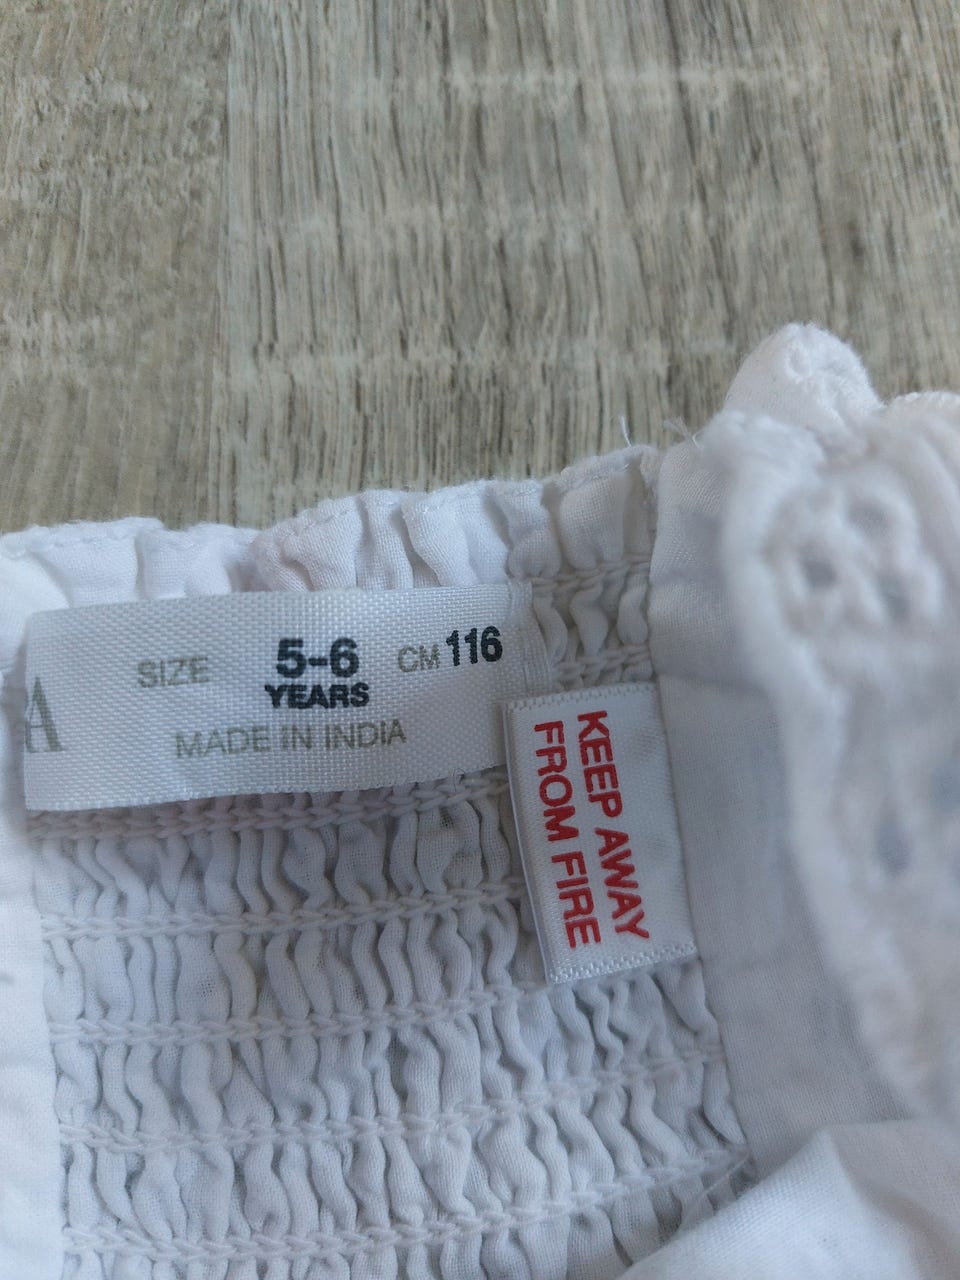 A
SIZE 5-6 CM 116
YEARS
MADE IN INDIA
KEEP AWAY
FROM FIRE